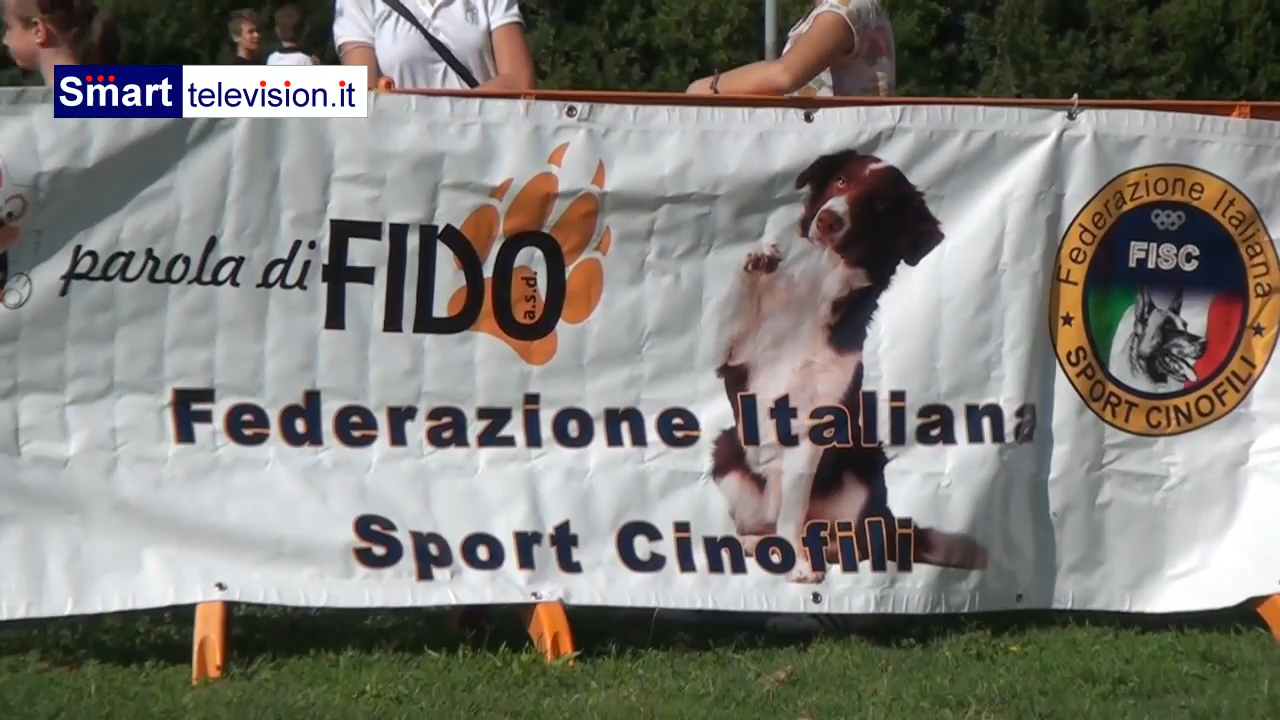 Smart television.it
parola di FIDO
a.s.d.
Federazione Italiana
Sport Cinofili
Federazione Italiana
FISC
SPORT CINOFILI